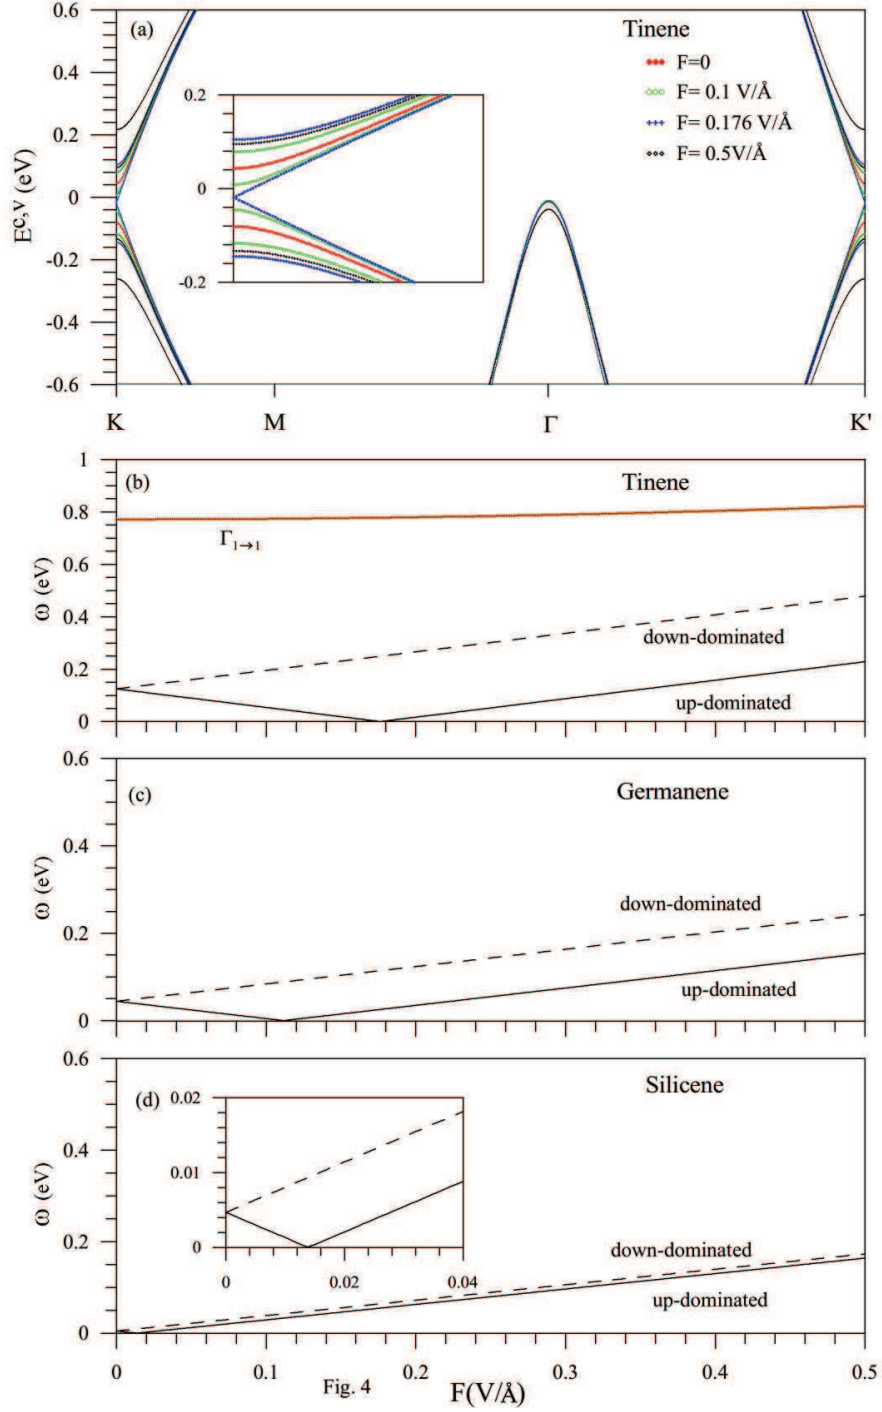 (a)
Tinene
F=0
F= 0.1 V/Å
F= 0.176 V/Å
F= 0.5V/Å
E^{c,v} (eV)
0.6
0.4
0.2
0
-0.2
-0.4
-0.6
0.2
0
-0.2
K
M
Γ
K'
(b)
Tinene
Γ₁→₁
down-dominated
up-dominated
ω (eV)
1
0.8
0.6
0.4
0.2
0
(c)
Germanene
down-dominated
up-dominated
ω (eV)
0.6
0.4
0.2
0
(d)
Silicene
down-dominated
up-dominated
ω (eV)
0.6
0.4
0.2
0
0.02
0.01
0
0
0.02
0.04
0
0.1
0.2
0.3
0.4
0.5
Fig. 4
F(V/Å)